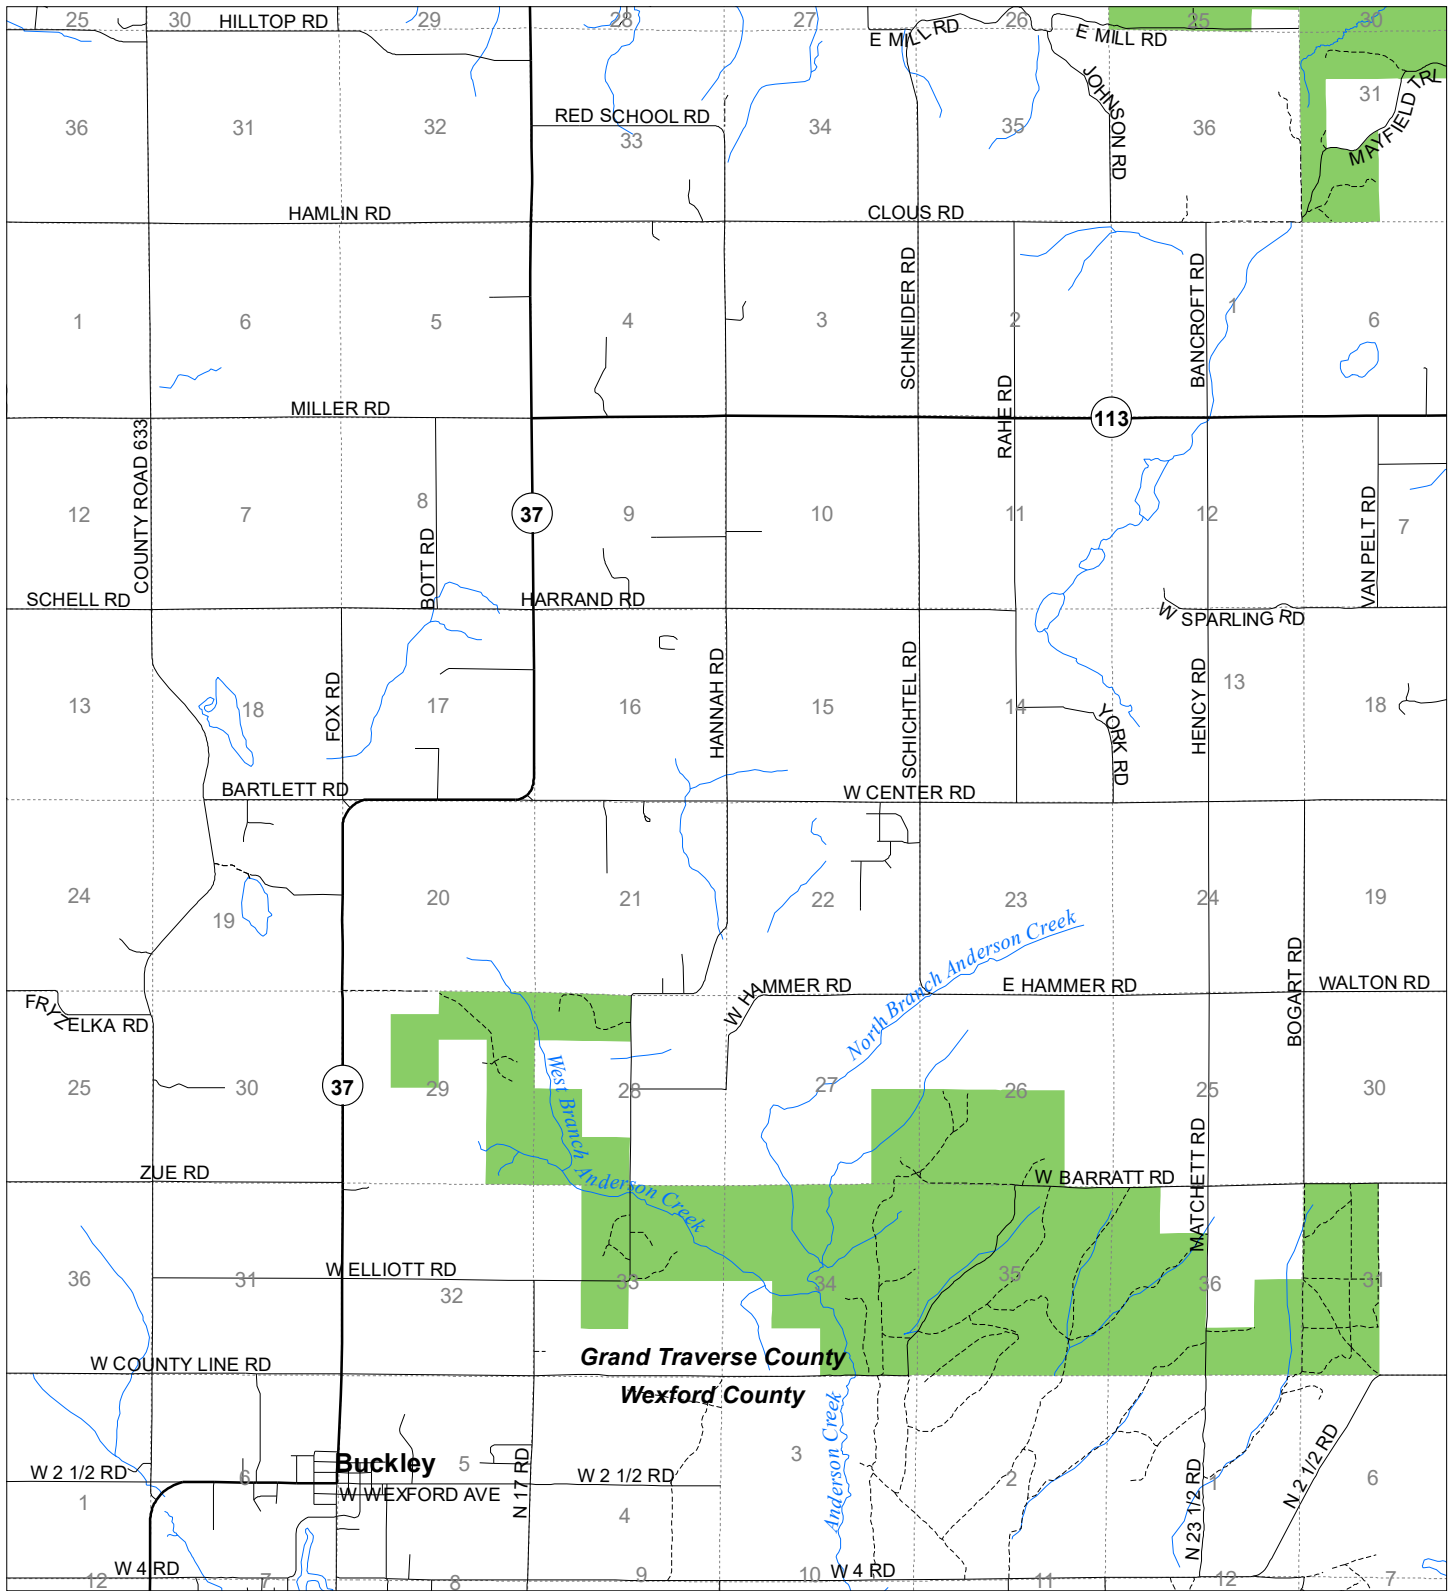 25
30
HILLTOP RD
29
28
27
E MILL RD
26
E MILL RD
25
30
36
31
32
RED SCHOOL RD
33
34
35
JOHNSON RD
36
31
MAYFIELD TRL
HAMLIN RD
CLOUS RD
1
6
5
4
3
SCHNEIDER RD
2
BANCROFT RD
1
6
MILLER RD
RAHE RD
113
COUNTY ROAD 633
12
7
8
BOTT RD
37
9
10
11
12
VAN PELT RD
7
SCHELL RD
HARRAND RD
W SPARLING RD
13
18
FOX RD
17
16
HANNAH RD
15
SCHICHTEL RD
14
YORK RD
HENCY RD
13
18
BARTLETT RD
W CENTER RD
24
19
20
21
22
23
24
19
North Branch Anderson Creek
BOGART RD
FRYZELKA RD
W HAMMER RD
E HAMMER RD
WALTON RD
25
30
37
29
West Branch Anderson Creek
28
27
26
25
30
ZUE RD
W BARRATT RD
MATCHETT RD
36
31
W ELLIOTT RD
32
33
34
35
36
31
W COUNTY LINE RD
Grand Traverse County
Wexford County
Anderson Creek
W 2 1/2 RD
6
Buckley
5
N 17 RD
W 2 1/2 RD
3
2
N 23 1/2 RD
1
N 2 1/2 RD
6
1
W WEXFORD AVE
4
W 4 RD
12
7
8
9
10
W 4 RD
11
12
7